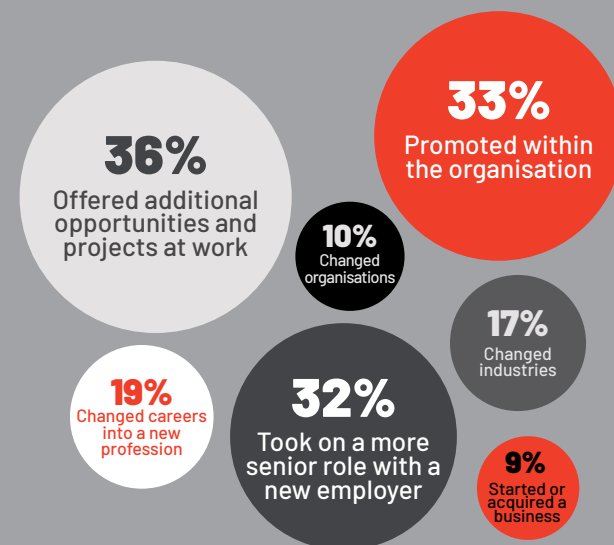 36%
Offered additional
opportunities and
projects at work
33%
Promoted within
the organisation
10%
Changed
organisations
17%
Changed
industries
19%
Changed careers
into a new
profession
32%
Took on a more
senior role with a
new employer
9%
Started or
acquired a
business